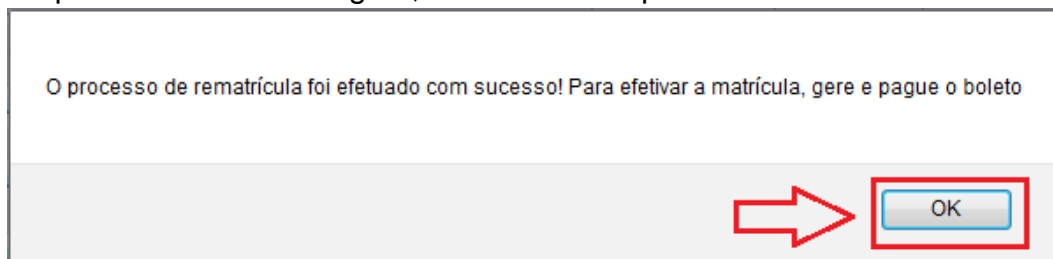 O processo de rematrícula foi efetuado com sucesso! Para efetivar a matrícula, gere e pague o boleto
OK